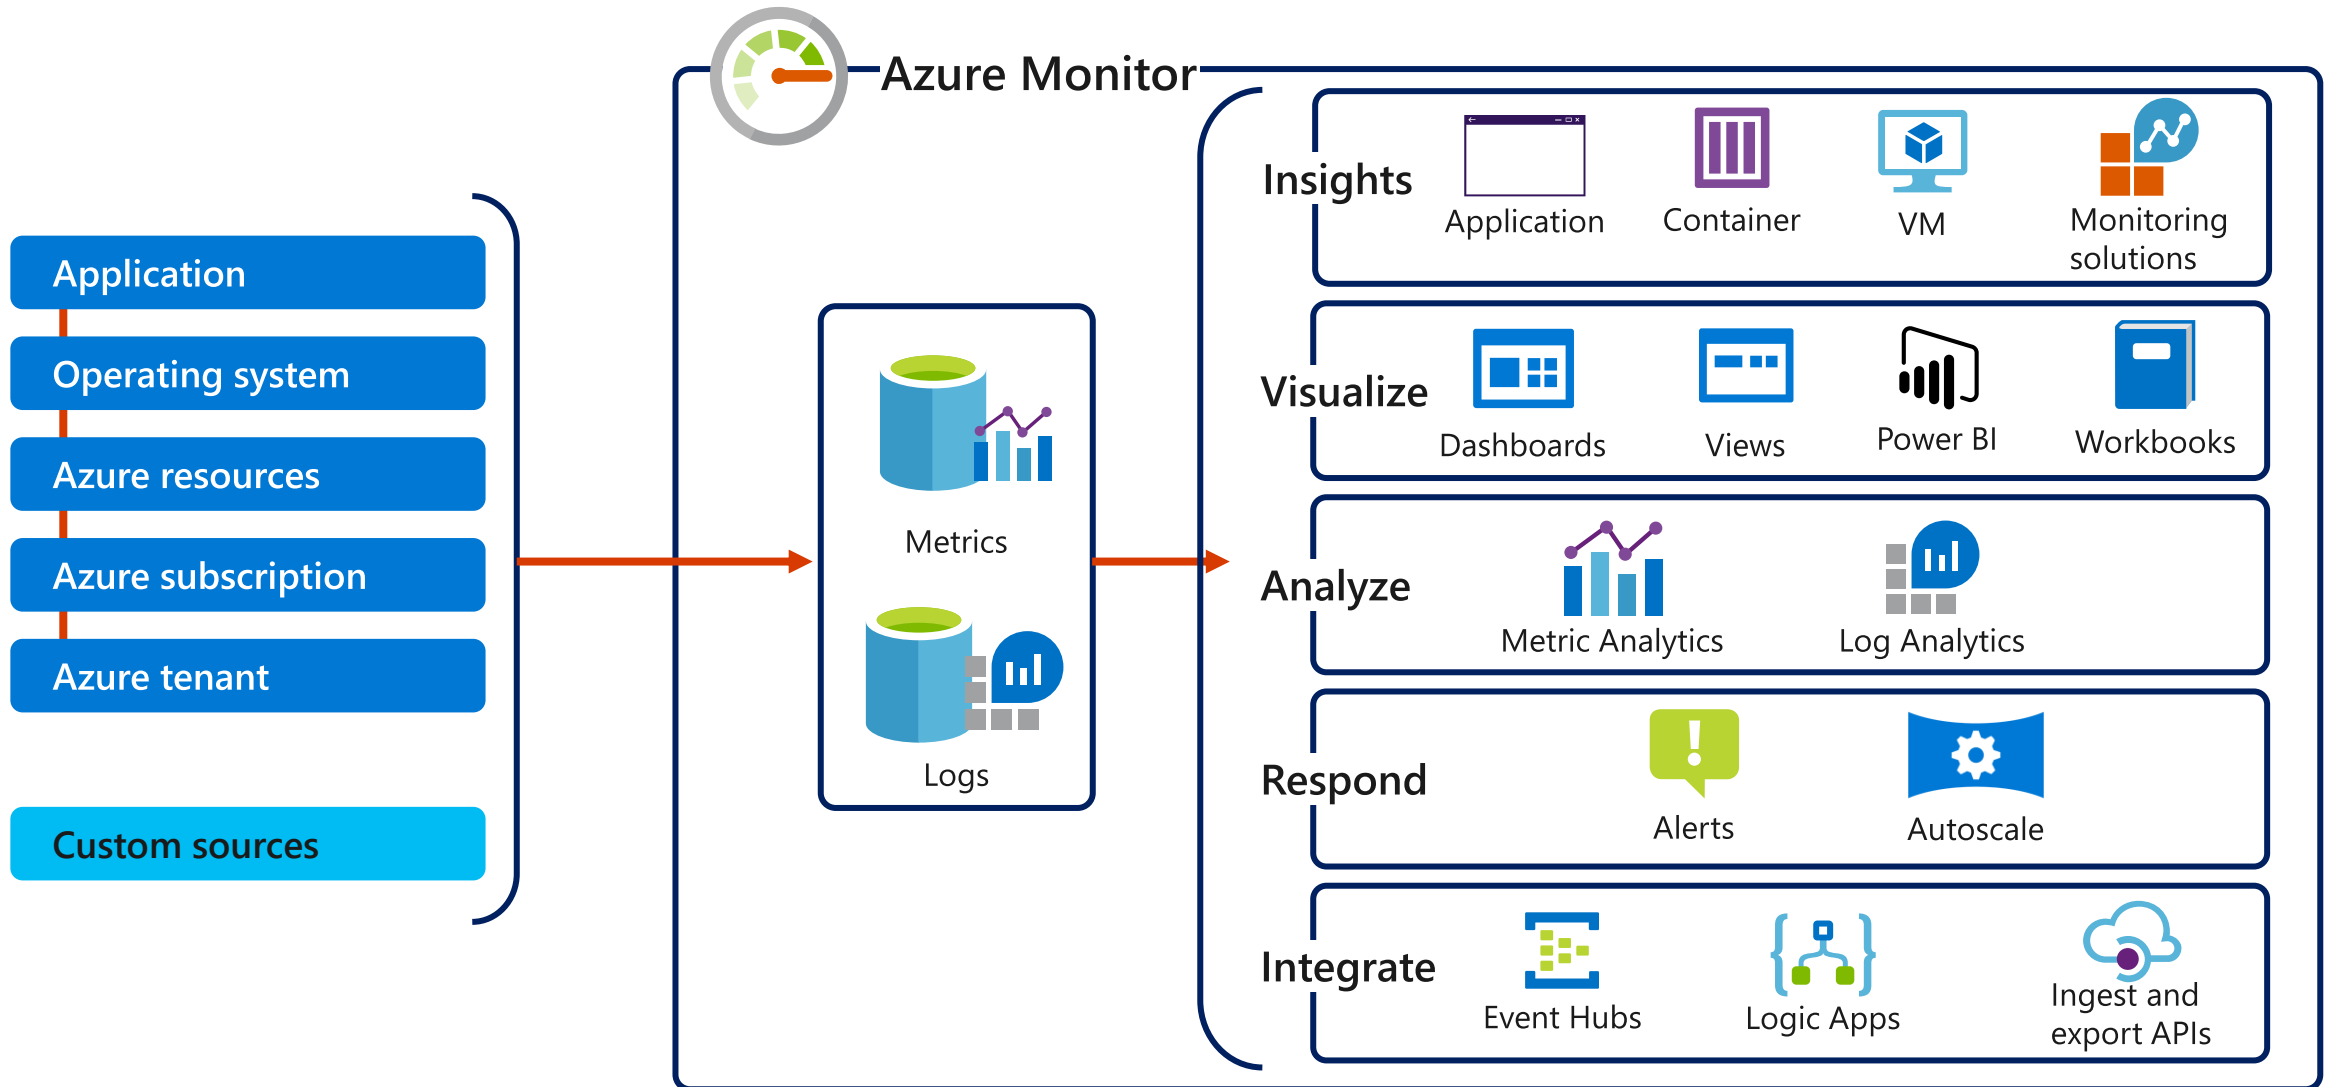 Azure Monitor
Application
Operating system
Azure resources
Azure subscription
Azure tenant
Custom sources
Metrics
Logs
Insights
Application
Container
VM
Monitoring
solutions
Visualize
Dashboards
Views
Power BI
Workbooks
Analyze
Metric Analytics
Log Analytics
Respond
Alerts
Autoscale
Integrate
Event Hubs
Logic Apps
Ingest and
export APIs